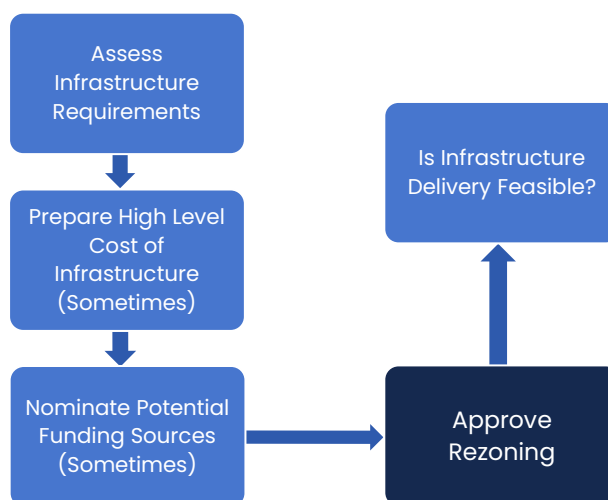 Assess
Infrastructure
Requirements
Prepare High Level
Cost of
Infrastructure
(Sometimes)
Nominate Potential
Funding Sources
(Sometimes)
Approve
Rezoning
Is Infrastructure
Delivery Feasible?